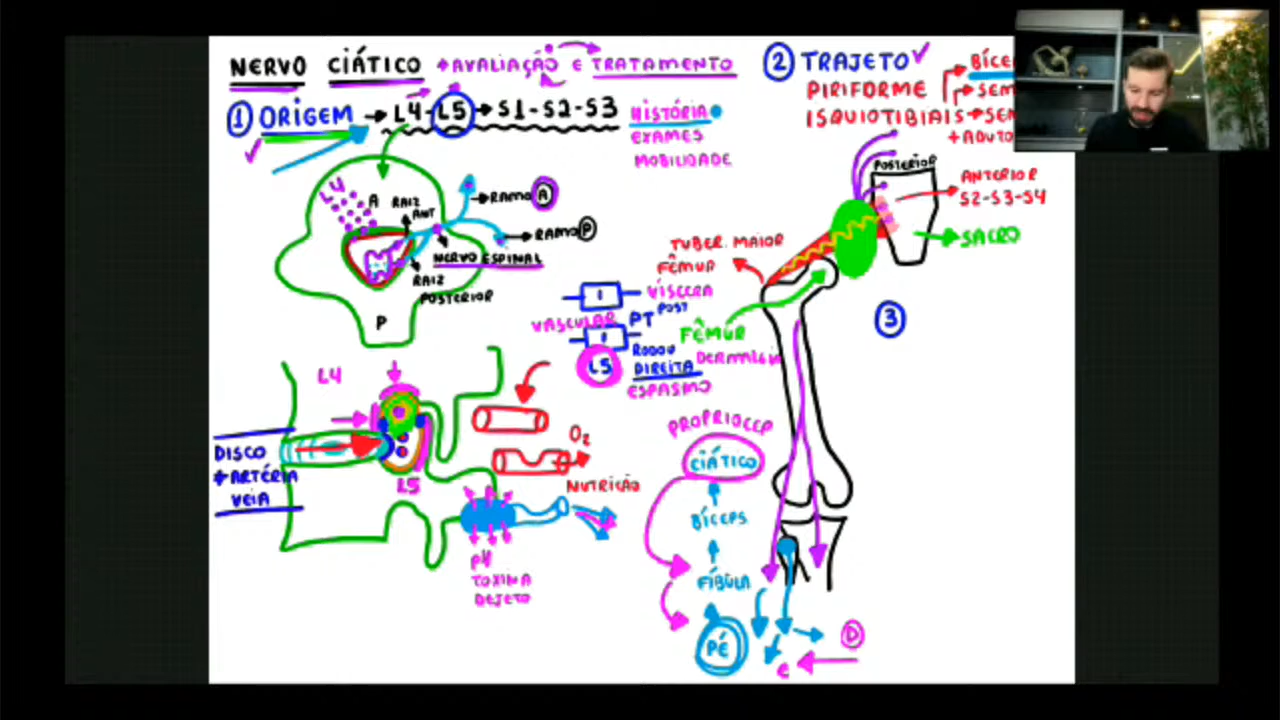 NERVO CIÁTICO + AVALIAÇÃO E TRATAMENTO
1 ORIGEM → L4-L5 → S1-S2-S3
HISTÓRIA
EXAMES
MOBILIDADE
L4
A
RAIZ
ANT
→ RAMO A
→ RAMO P
NERVO ESPINAL
RAIZ
POSTERIOR
P
VÍSCERA
VASCULAR
PT POST
RODOU
L5 DIREITA
ESPASMO
L4
DISCO
+ ARTÉRIA
VEIA
L5
O2
NUTRIÇÃO
PH
TOXINA
DEJETO
2 TRAJETO
PIRIFORME
ISQUIOTIBIAIS
POSTERIOR
ANTERIOR
S2-S3-S4
SACRO
TUBER. MAIOR
FÊMUR
FÊMUR
3
PROPRIOCEP
CIÁTICO
BÍCEPS
FÍBULA
PÉ
D
C